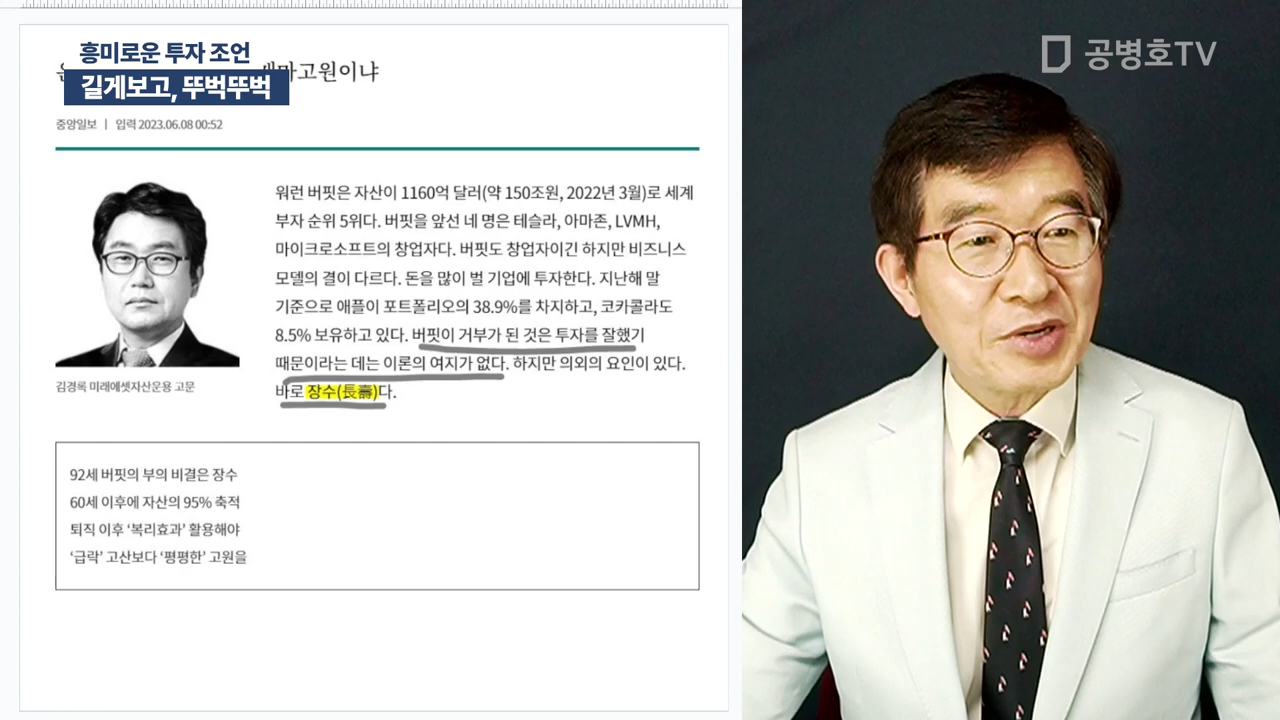 흥미로운 투자 조언
길게보고, 뚜벅뚜벅
마고원이냐
중앙일보 | 입력 2023.06.08 00:52
워런 버핏은 자산이 1160억 달러(약 150조원, 2022년 3월)로 세계
부자 순위 5위다. 버핏을 앞선 네 명은 테슬라, 아마존, LVMH,
마이크로소프트의 창업자다. 버핏도 창업자이긴 하지만 비즈니스
모델의 결이 다르다. 돈을 많이 벌 기업에 투자한다. 지난해 말
기준으로 애플이 포트폴리오의 38.9%를 차지하고, 코카콜라도
8.5% 보유하고 있다. 버핏이 거부가 된 것은 투자를 잘했기
때문이라는 데는 이론의 여지가 없다. 하지만 의외의 요인이 있다.
바로 장수(長壽)다.
김경록 미래에셋자산운용 고문
92세 버핏의 부의 비결은 장수
60세 이후에 자산의 95% 축적
퇴직 이후 ‘복리효과’ 활용해야
‘급락’ 고산보다 ‘평평한’ 고원을
공병호TV